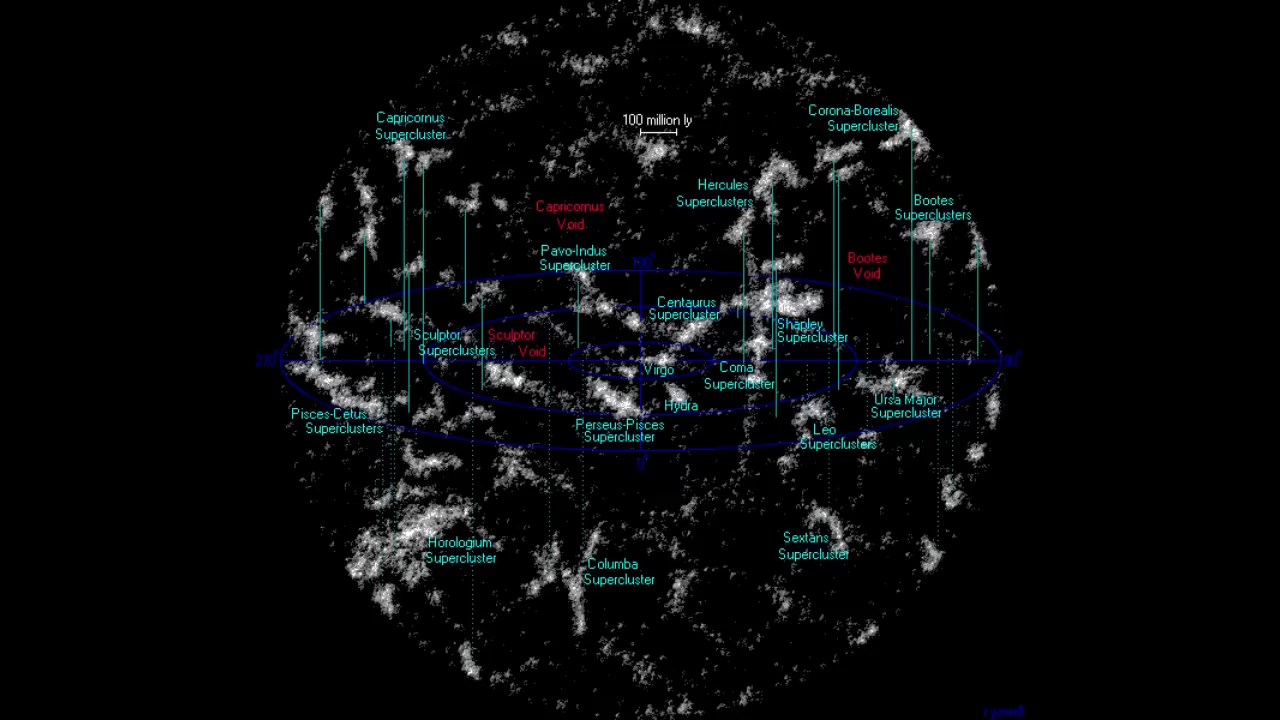 Corona-Borealis
Supercluster
Capricornus
Supercluster
100 million ly
Hercules
Superclusters
Bootes
Superclusters
Capricornus
Void
Pavo-Indus
Supercluster
Bootes
Void
Centaurus
Supercluster
Sculptor
Superclusters
Sculptor
Void
Shapley
Supercluster
Virgo
Coma
Supercluster
Hydra
Ursa Major
Supercluster
Pisces-Cetus
Superclusters
Perseus-Pisces
Supercluster
Leo
Superclusters
0°
Horologium
Supercluster
Sextans
Supercluster
Columba
Supercluster